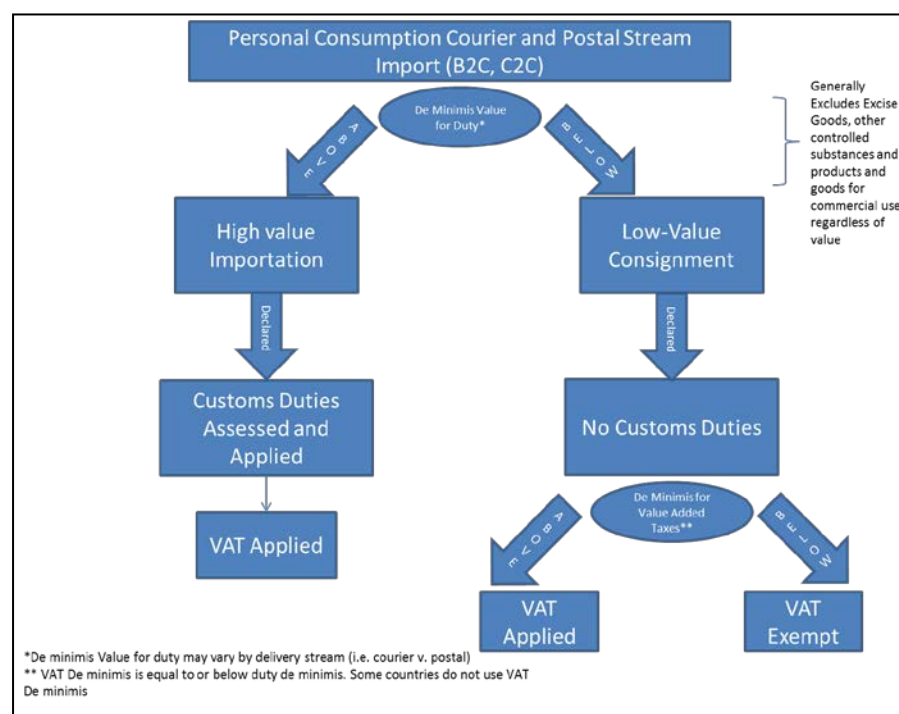 Personal Consumption Courier and Postal Stream
Import (B2C, C2C)
De Minimis Value
for Duty*
ABOVE
BELOW
Generally
Excludes Excise
Goods, other
controlled
substances and
products and
goods for
commercial use
regardless of
value
High value
Importation
Low-Value
Consignment
Declared
Declared
Customs Duties
Assessed and
Applied
No Customs Duties
De Minimis for
Value Added
Taxes**
ABOVE
BELOW
VAT Applied
VAT
Applied
VAT
Exempt
*De minimis Value for duty may vary by delivery stream (i.e. courier v. postal)
** VAT De minimis is equal to or below duty de minimis. Some countries do not use VAT
De minimis